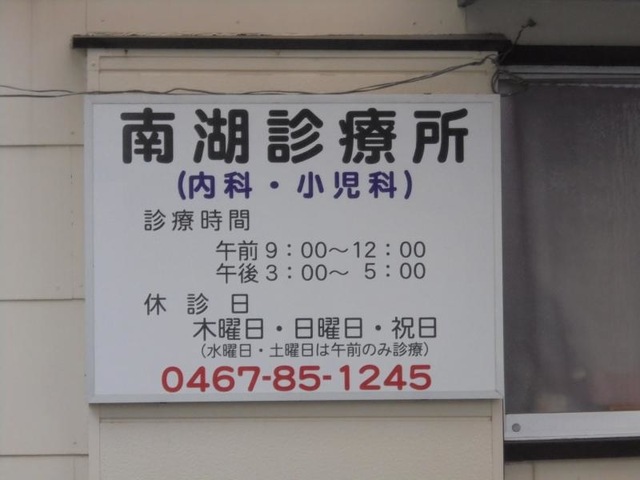 南湖診療所
(内科・小児科)
診療時間
午前9：00～12：00
午後3：00～ 5：00
休 診 日
木曜日・日曜日・祝日
(水曜日・土曜日は午前のみ診療)
0467-85-1245